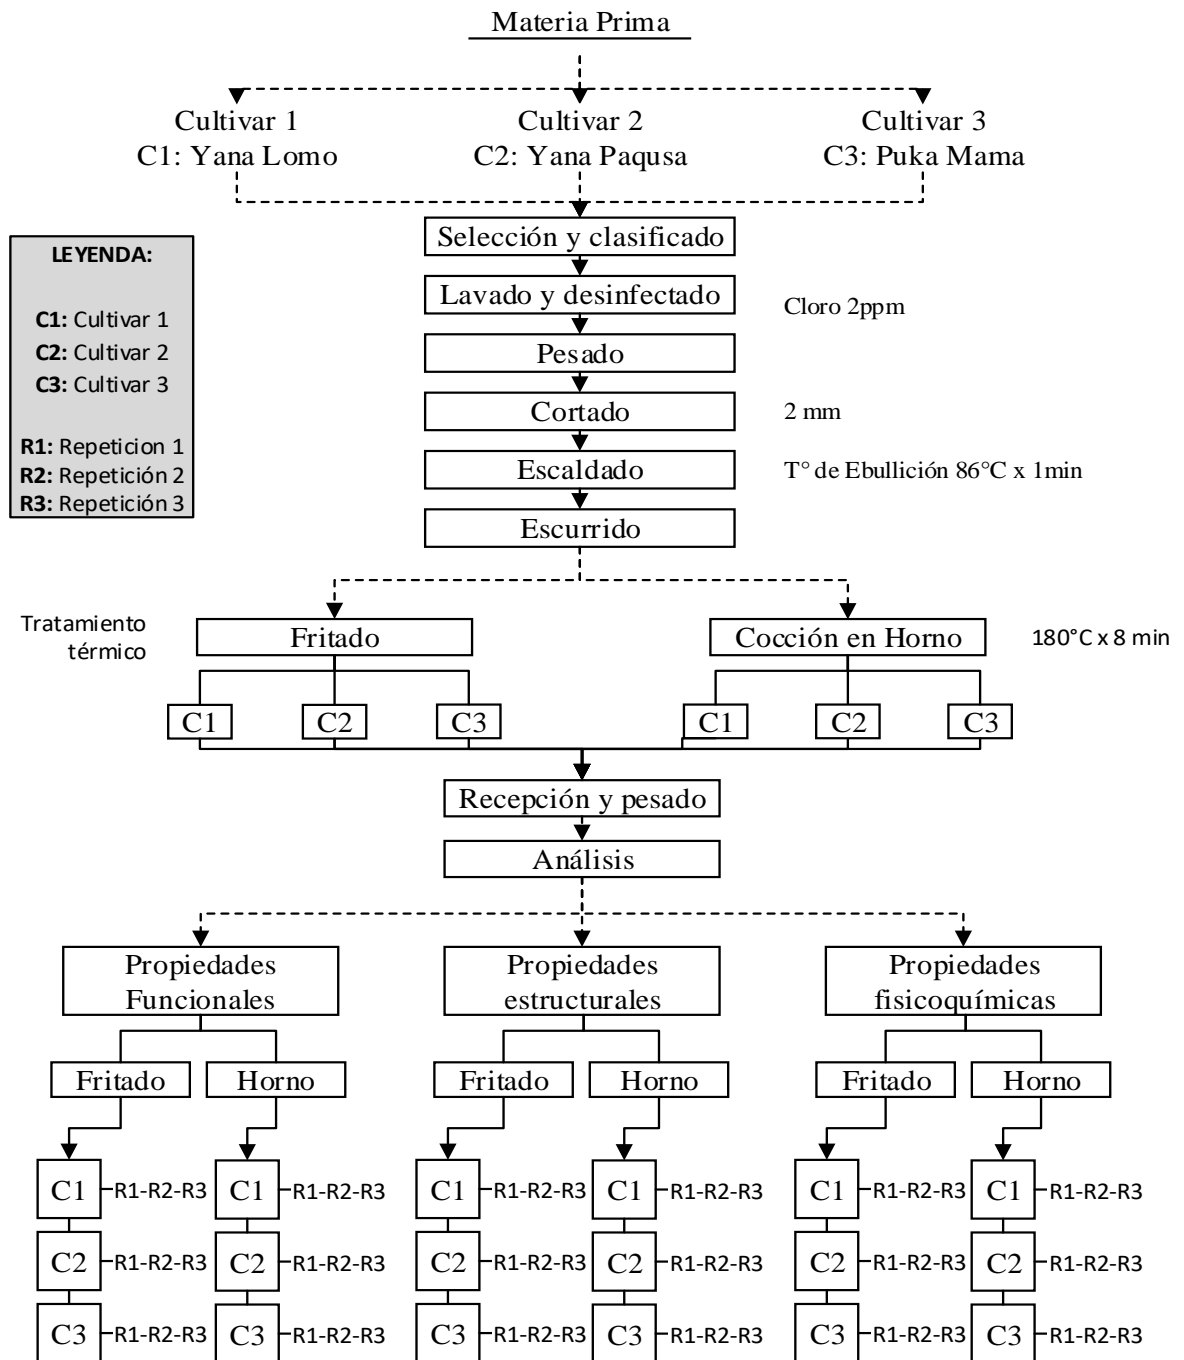 Materia Prima
Cultivar 1
C1: Yana Lomo
Cultivar 2
C2: Yana Paqusa
Cultivar 3
C3: Puka Mama
LEYENDA:
C1: Cultivar 1
C2: Cultivar 2
C3: Cultivar 3
R1: Repeticion 1
R2: Repetición 2
R3: Repetición 3
Selección y clasificado
Lavado y desinfectado
Cloro 2ppm
Pesado
Cortado
2 mm
Escaldado
T° de Ebullición 86°C x 1min
Escurrido
Tratamiento
térmico
Fritado
Cocción en Horno
180°C x 8 min
C1
C2
C3
C1
C2
C3
Recepción y pesado
Análisis
Propiedades
Funcionales
Propiedades
estructurales
Propiedades
fisicoquímicas
Fritado
Horno
Fritado
Horno
Fritado
Horno
C1 R1-R2-R3 C1 R1-R2-R3 C1 R1-R2-R3 C1 R1-R2-R3 C1 R1-R2-R3 C1 R1-R2-R3
C2 R1-R2-R3 C2 R1-R2-R3 C2 R1-R2-R3 C2 R1-R2-R3 C2 R1-R2-R3 C2 R1-R2-R3
C3 R1-R2-R3 C3 R1-R2-R3 C3 R1-R2-R3 C3 R1-R2-R3 C3 R1-R2-R3 C3 R1-R2-R3